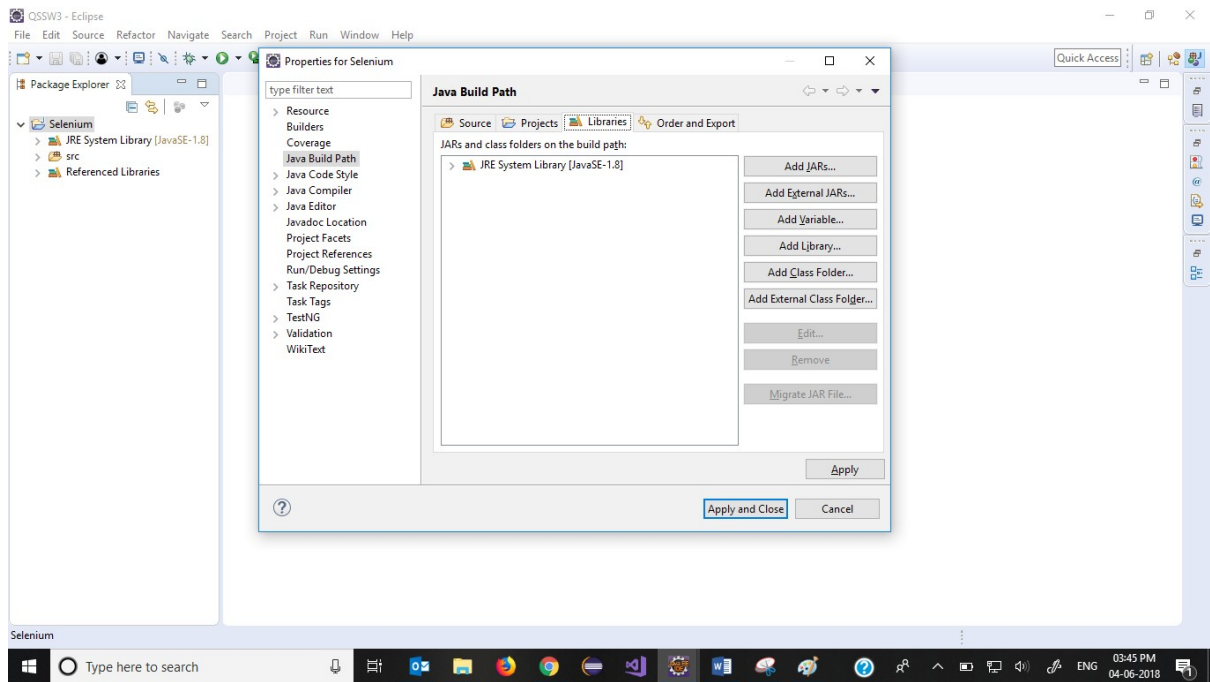 QSSW3 - Eclipse
File Edit Source Refactor Navigate Search Project Run Window Help
Quick Access
Package Explorer
Selenium
JRE System Library [JavaSE-1.8]
src
Referenced Libraries
Properties for Selenium
type filter text
Resource
Builders
Coverage
Java Build Path
Java Code Style
Java Compiler
Java Editor
Javadoc Location
Project Facets
Project References
Run/Debug Settings
Task Repository
Task Tags
TestNG
Validation
WikiText
Java Build Path
Source Projects Libraries Order and Export
JARs and class folders on the build path:
JRE System Library [JavaSE-1.8]
Add JARs...
Add External JARs...
Add Variable...
Add Library...
Add Class Folder...
Add External Class Folder...
Edit...
Remove
Migrate JAR File...
Apply
Apply and Close Cancel
Selenium
Type here to search
ENG
03:45 PM
04-06-2018